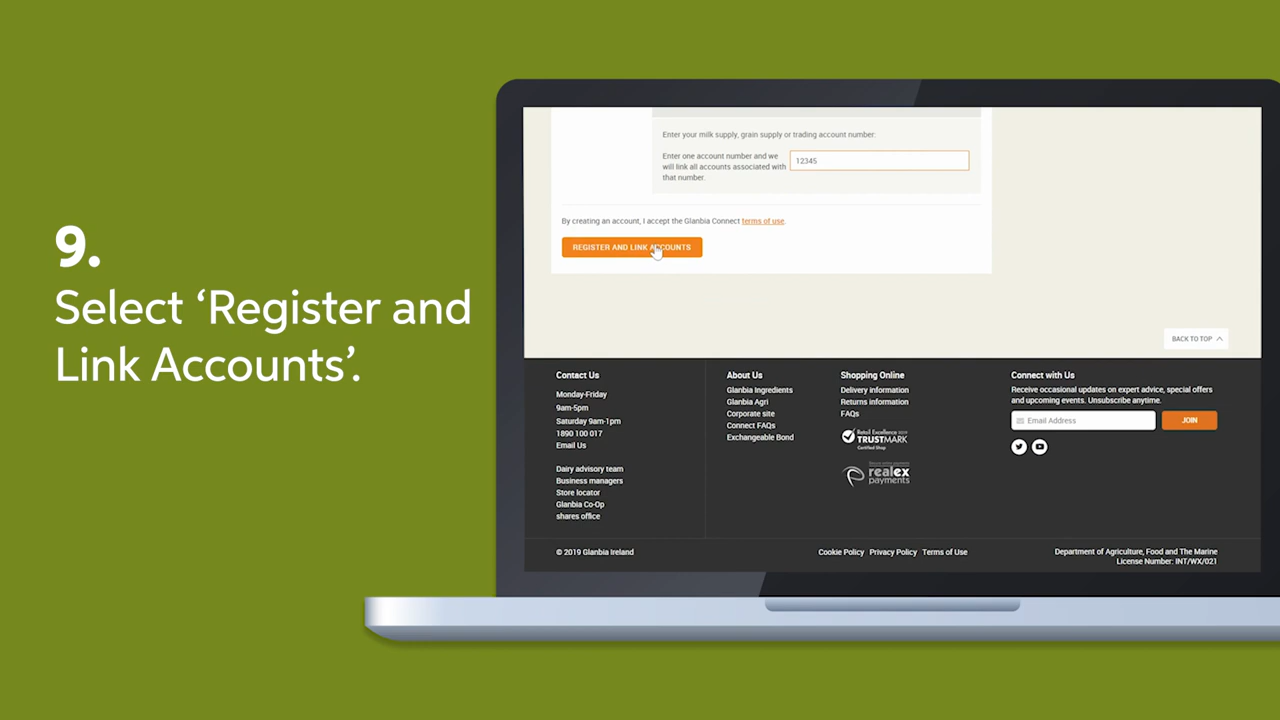 9.
Select ‘Register and
Link Accounts’.
Enter your milk supply, grain supply or trading account number:
Enter one account number and we
will link all accounts associated with
that number.
12345
By creating an account, I accept the Glanbia Connect terms of use.
REGISTER AND LINK ACCOUNTS
BACK TO TOP
Contact Us
Monday-Friday
9am-5pm
Saturday 9am-1pm
1890 100 017
Email Us
Dairy advisory team
Business managers
Store locator
Glanbia Co-Op
shares office
About Us
Glanbia Ingredients
Glanbia Agri
Corporate site
Connect FAQs
Exchangeable Bond
Shopping Online
Delivery information
Returns information
FAQs
Retail Excellence 2019
TRUSTMARK
Certified Shop
realex
payments
Connect with Us
Receive occasional updates on expert advice, special offers
and upcoming events. Unsubscribe anytime.
Email Address
JOIN
© 2019 Glanbia Ireland
Cookie Policy Privacy Policy Terms of Use
Department of Agriculture, Food and The Marine
License Number: INT/WX/021